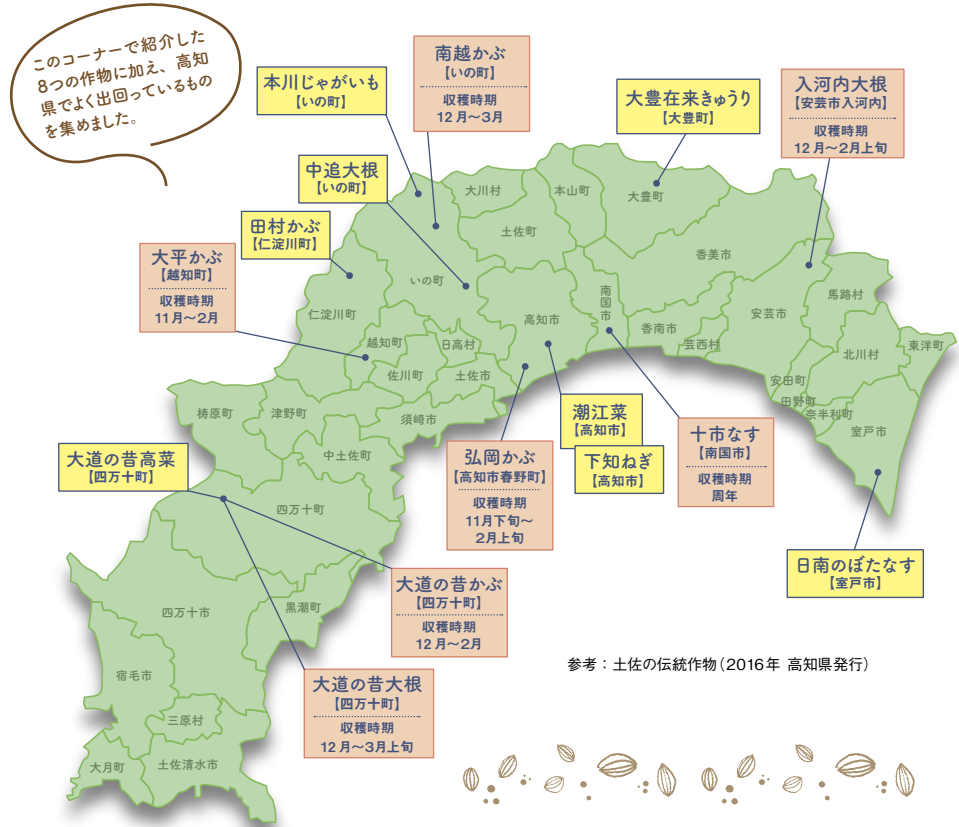 このコーナーで紹介した
8つの作物に加え、高知
県でよく出回っているもの
を集めました。
本川じゃがいも
【いの町】
南越かぶ
【いの町】
収穫時期
12月〜3月
大豊在来きゅうり
【大豊町】
入河内大根
【安芸市入河内】
収穫時期
12月〜2月上旬
中追大根
【いの町】
田村かぶ
【仁淀川町】
大平かぶ
【越知町】
収穫時期
11月〜2月
大川村
本山町
大豊町
土佐町
香美市
いの町
南国市
馬路村
仁淀川町
高知市
安芸市
越知町
日高村
香南市
芸西村
北川村
東洋町
佐川町
土佐市
安田町
田野町
奈半利町
檮原町
津野町
須崎市
室戸市
中土佐町
潮江菜
【高知市】
下知ねぎ
【高知市】
弘岡かぶ
【高知市春野町】
収穫時期
11月下旬〜
2月上旬
十市なす
【南国市】
収穫時期
周年
大道の昔高菜
【四万十町】
四万十町
日南のぼたなす
【室戸市】
大道の昔かぶ
【四万十町】
収穫時期
12月〜2月
四万十市
黒潮町
宿毛市
大道の昔大根
【四万十町】
収穫時期
12月〜3月上旬
三原村
大月町
土佐清水市
参考：土佐の伝統作物（2016年 高知県発行）